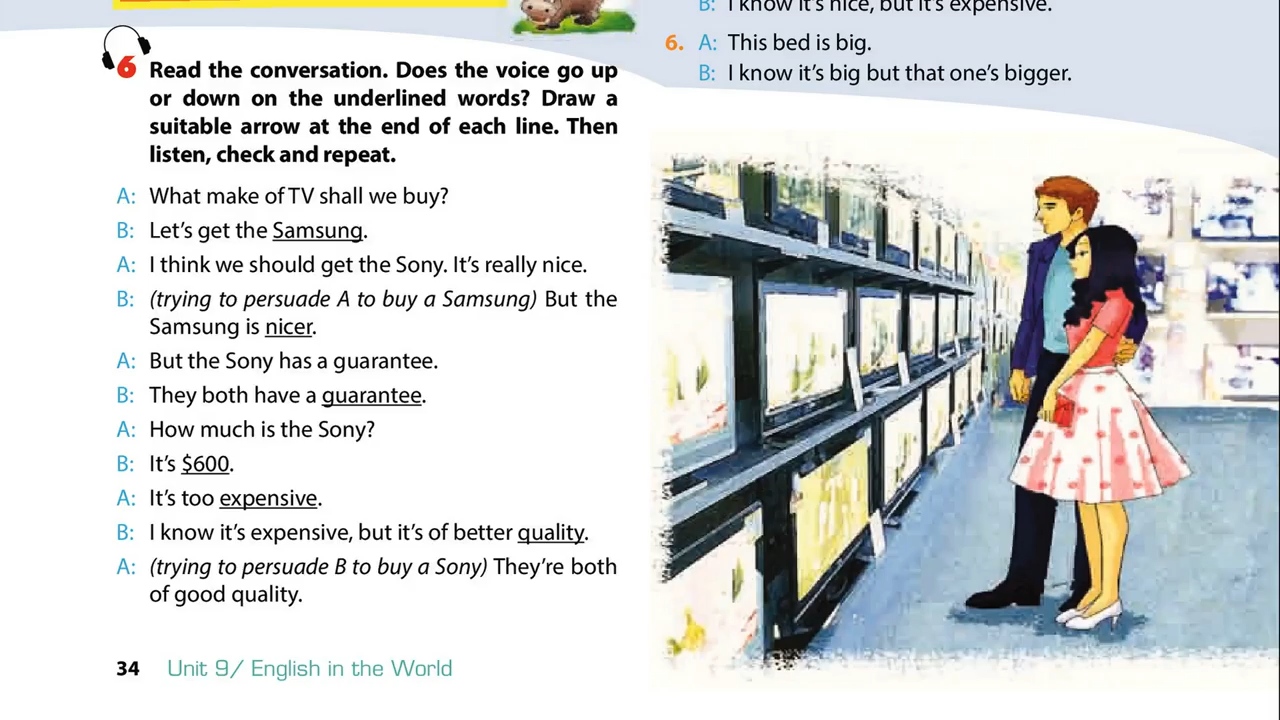 6 Read the conversation. Does the voice go up
or down on the underlined words? Draw a
suitable arrow at the end of each line. Then
listen, check and repeat.
A: What make of TV shall we buy?
B: Let's get the Samsung.
A: I think we should get the Sony. It's really nice.
B: (trying to persuade A to buy a Samsung) But the
Samsung is nicer.
A: But the Sony has a guarantee.
B: They both have a guarantee.
A: How much is the Sony?
B: It's $600.
A: It's too expensive.
B: I know it's expensive, but it's of better quality.
A: (trying to persuade B to buy a Sony) They're both
of good quality.
34 Unit 9/ English in the World
B: I know it's nice, but it's expensive.
6. A: This bed is big.
B: I know it's big but that one's bigger.